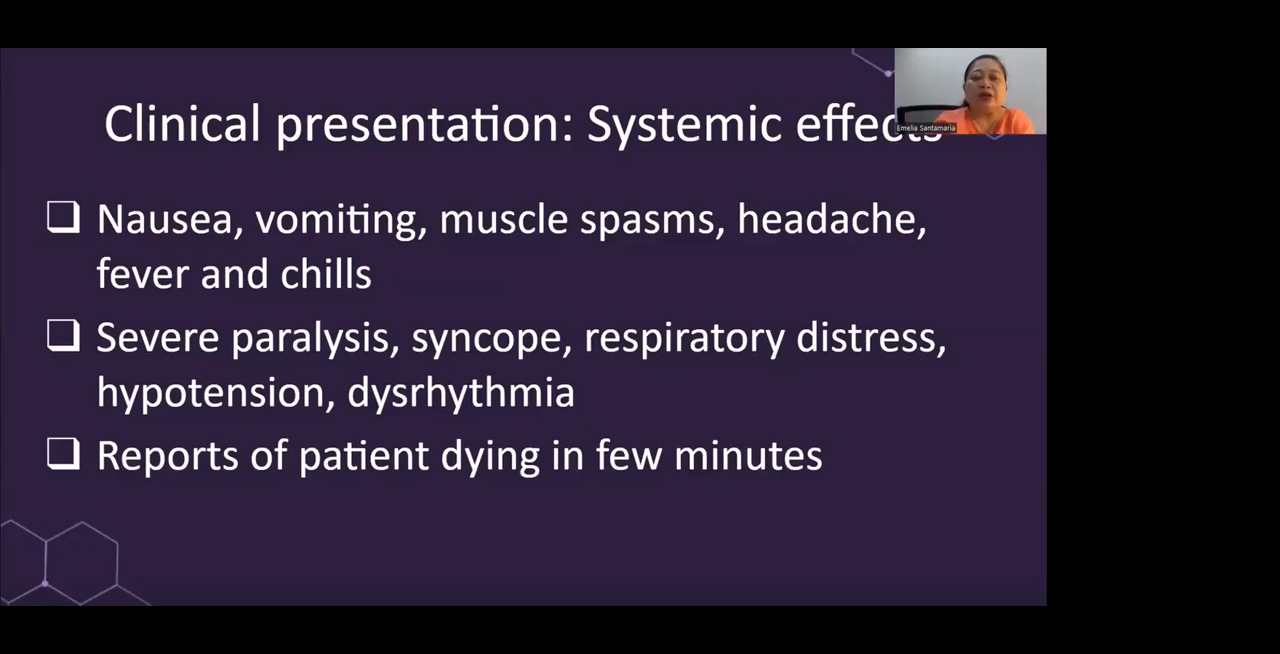 Clinical presentation: Systemic effects
Emelia Santamaria
❑ Nausea, vomiting, muscle spasms, headache,
fever and chills
❑ Severe paralysis, syncope, respiratory distress,
hypotension, dysrhythmia
❑ Reports of patient dying in few minutes